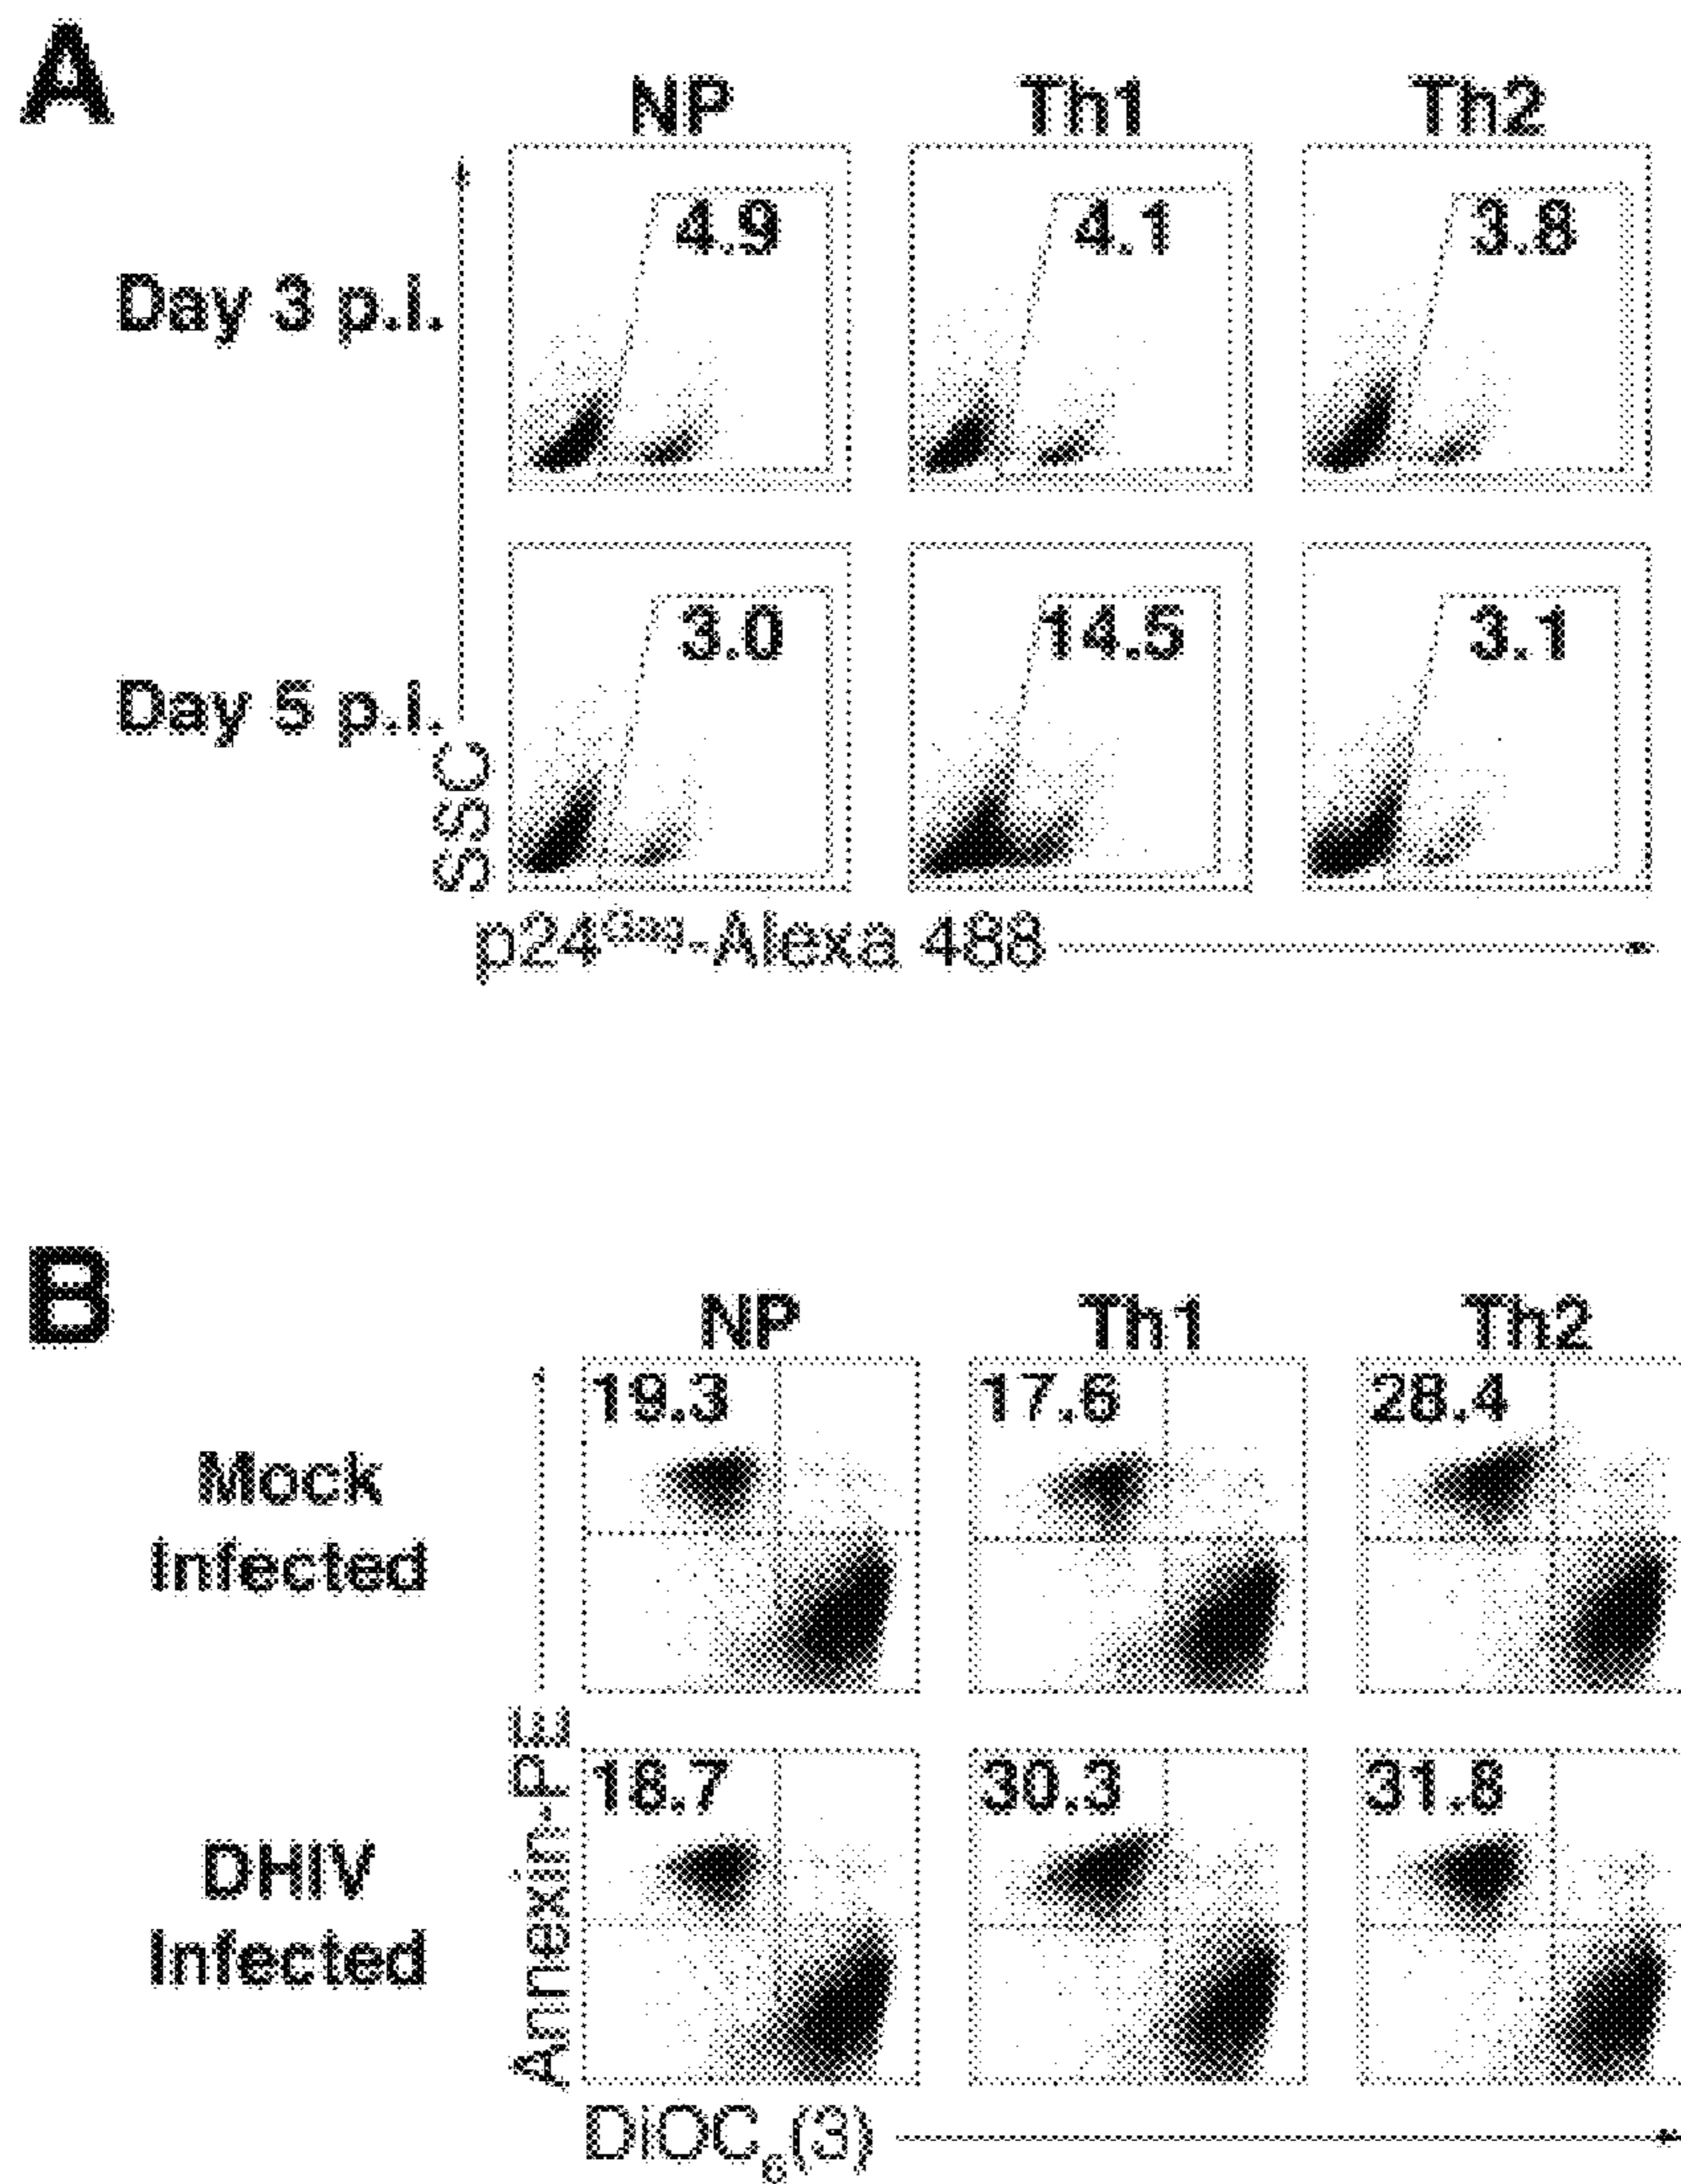 A
NP Th1 Th2
Day 3 p.i.
4.9 4.1 3.8
Day 5 p.i.
3.0 14.5 3.1
SSC
p24Gag-Alexa 488
B
NP Th1 Th2
Mock
Infected
19.3 17.6 28.4
DHIV
Infected
18.7 30.3 31.8
Annexin-PE
DiOC6(3)